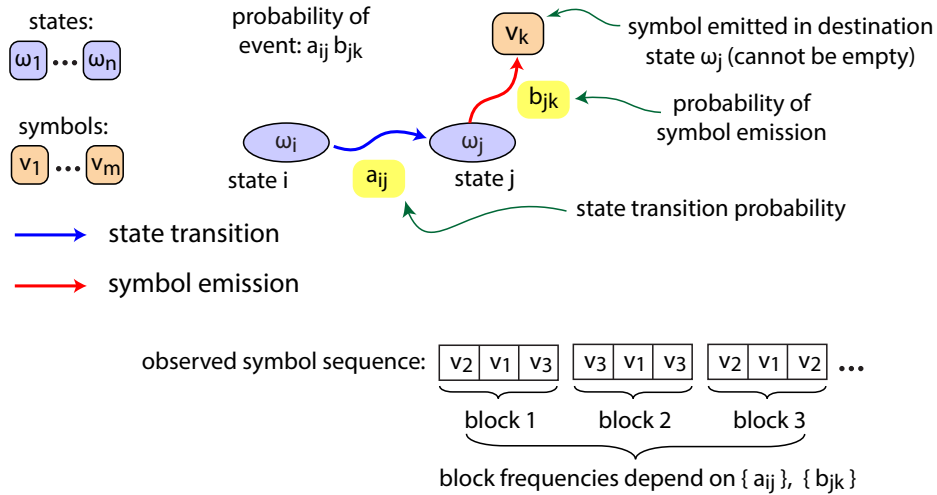 states:
ω1 ••• ωn
symbols:
v1 ••• vm
state transition
symbol emission
probability of
event: aij bjk
vk
symbol emitted in destination
state ωj (cannot be empty)
bjk
probability of
symbol emission
ωi
ωj
state i
state j
aij
state transition probability
observed symbol sequence: v2 v1 v3 v3 v1 v3 v2 v1 v2 •••
block 1 block 2 block 3
block frequencies depend on { aij }, { bjk }